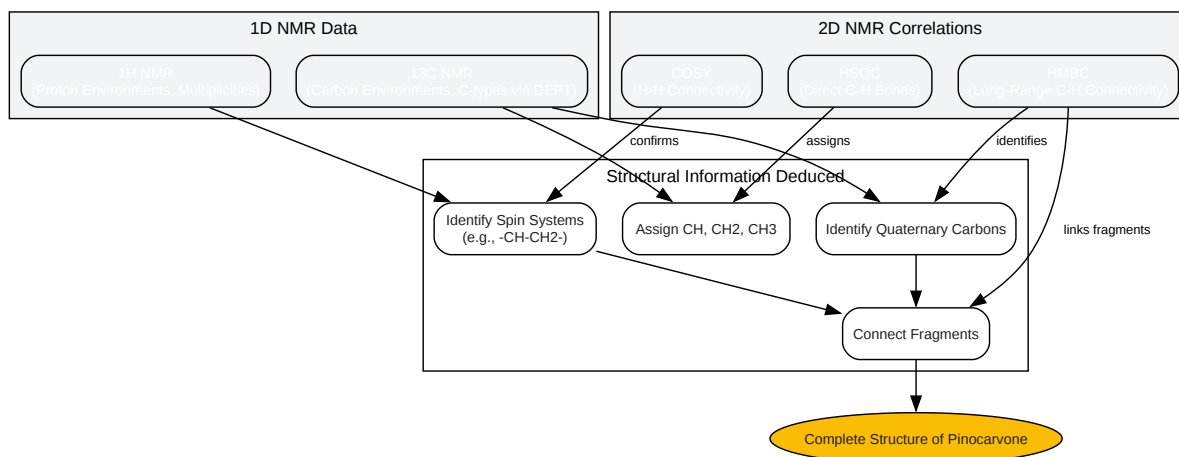 1D NMR Data
2D NMR Correlations
1H NMR
(Proton Environments, Multiplicities)
13C NMR
(Carbon Environments, C-types via DEPT)
COSY
(H-H Connectivity)
HSQC
(Direct C-H Bonds)
HMBC
(Long-Range C-H Connectivity)
confirms
assigns
identifies
Structural Information Deduced
Identify Spin Systems
(e.g., -CH-CH2-)
Assign CH, CH2, CH3
Identify Quaternary Carbons
links fragments
Connect Fragments
Complete Structure of Pinocarvone